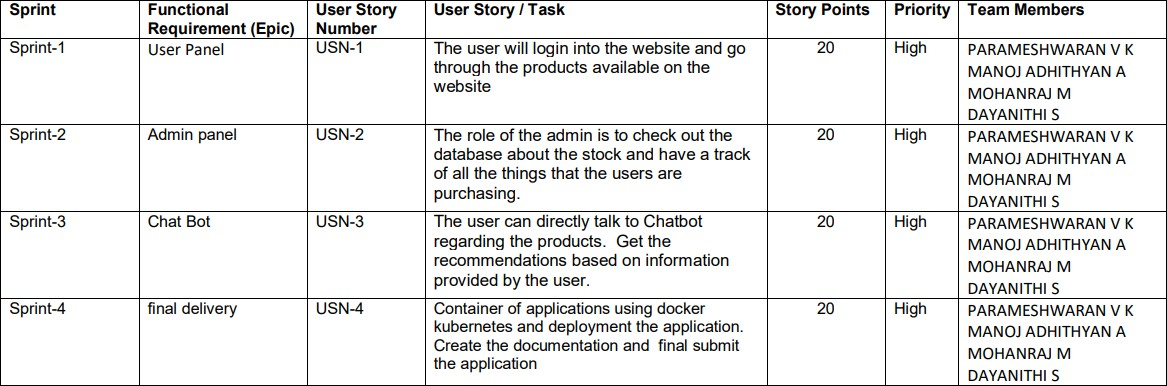 Sprint Functional Requirement (Epic) User Story Number User Story / Task Story Points Priority Team Members
Sprint-1 User Panel USN-1 The user will login into the website and go 20 High PARAMESHWARAN V K
through the products available on the MANOJ ADHITHYAN A
website MOHANRAJ M
DAYANITHI S
Sprint-2 Admin panel USN-2 The role of the admin is to check out the 20 High PARAMESHWARAN V K
database about the stock and have a track MANOJ ADHITHYAN A
of all the things that the users are MOHANRAJ M
purchasing. DAYANITHI S
Sprint-3 Chat Bot USN-3 The user can directly talk to Chatbot 20 High PARAMESHWARAN V K
regarding the products.  Get the MANOJ ADHITHYAN A
recommendations based on information MOHANRAJ M
provided by the user. DAYANITHI S
Sprint-4 final delivery USN-4 Container of applications using docker 20 High PARAMESHWARAN V K
kubernetes and deployment the application. MANOJ ADHITHYAN A
Create the documentation and  final submit MOHANRAJ M
the application DAYANITHI S